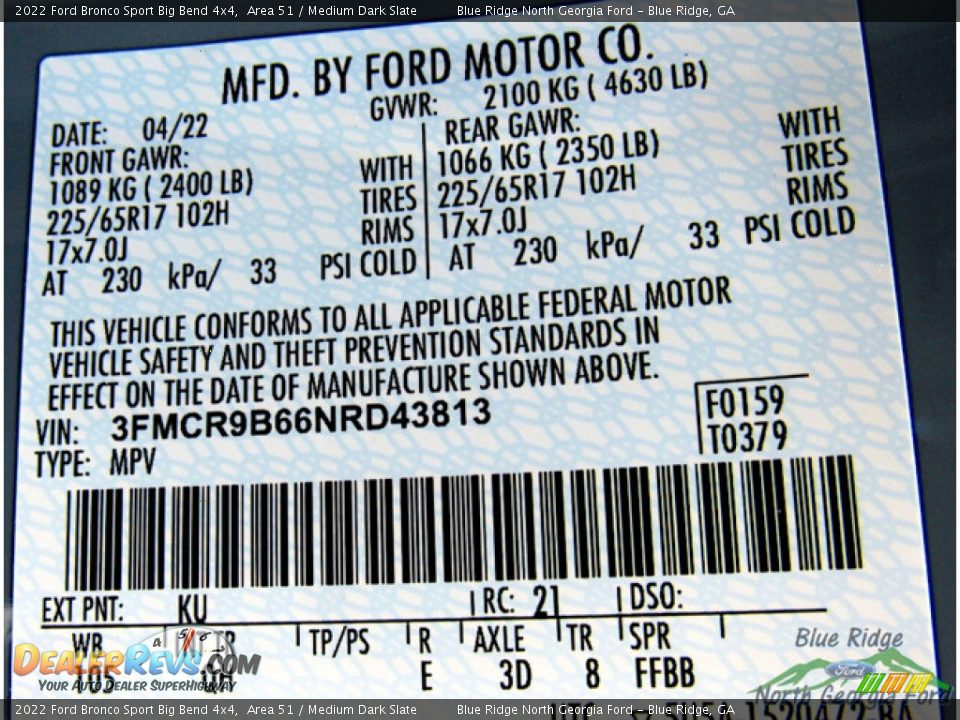 2022 Ford Bronco Sport Big Bend 4x4, Area 51 / Medium Dark Slate Blue Ridge North Georgia Ford - Blue Ridge, GA
MFD. BY FORD MOTOR CO.
DATE: 04/22 GVWR: 2100 KG ( 4630 LB)
FRONT GAWR: REAR GAWR:
1089 KG ( 2400 LB) WITH 1066 KG ( 2350 LB) WITH
225/65R17 102H TIRES 225/65R17 102H TIRES
17x7.0J RIMS 17x7.0J RIMS
AT 230 kPa/ 33 PSI COLD AT 230 kPa/ 33 PSI COLD
THIS VEHICLE CONFORMS TO ALL APPLICABLE FEDERAL MOTOR
VEHICLE SAFETY AND THEFT PREVENTION STANDARDS IN
EFFECT ON THE DATE OF MANUFACTURE SHOWN ABOVE.
VIN: 3FMCR9B66NRD43813 F0159
TYPE: MPV T0379
EXT PNT: KU RC: 21 DSO:
WB TP/PS R AXLE TR SPR
105 E 3D 8 FFBB
DEALERREVS.COM
YOUR AUTO DEALER SUPERHIGHWAY
Blue Ridge
Ford
North Georgia Ford
2022 Ford Bronco Sport Big Bend 4x4, Area 51 / Medium Dark Slate Blue Ridge North Georgia Ford - Blue Ridge, GA